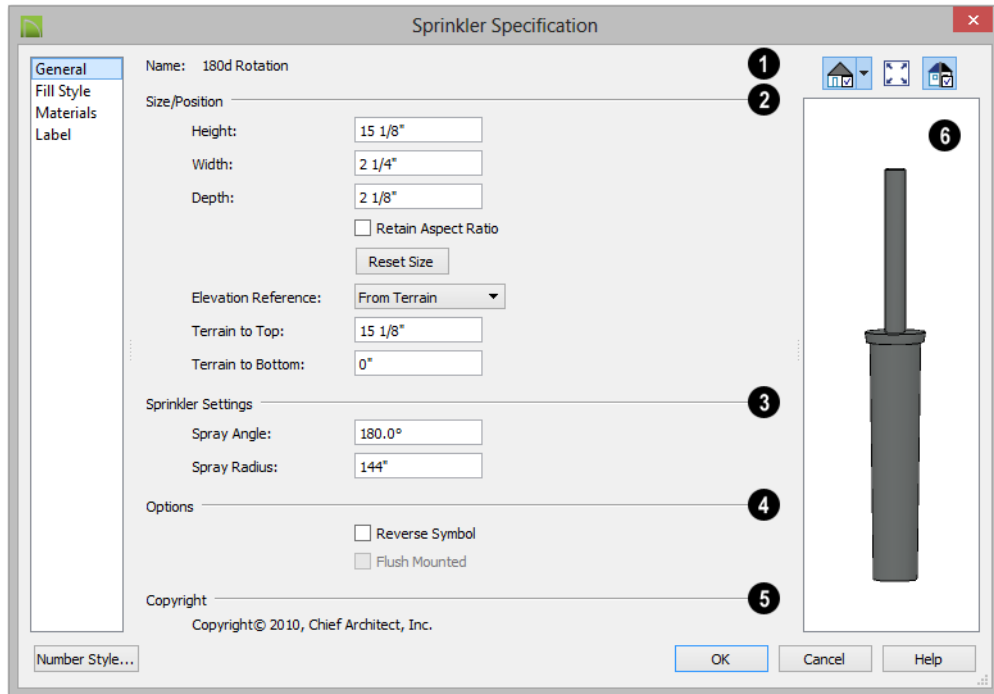 Sprinkler Specification
×
General
Fill Style
Materials
Label
Name: 180d Rotation
1
Size/Position
2
Height: 15 1/8"
Width: 2 1/4"
Depth: 2 1/8"
Retain Aspect Ratio
Reset Size
Elevation Reference: From Terrain
Terrain to Top: 15 1/8"
Terrain to Bottom: 0"
Sprinkler Settings
3
Spray Angle: 180.0°
Spray Radius: 144"
Options
4
Reverse Symbol
Flush Mounted
Copyright
5
Copyright© 2010, Chief Architect, Inc.
6
Number Style...
OK
Cancel
Help